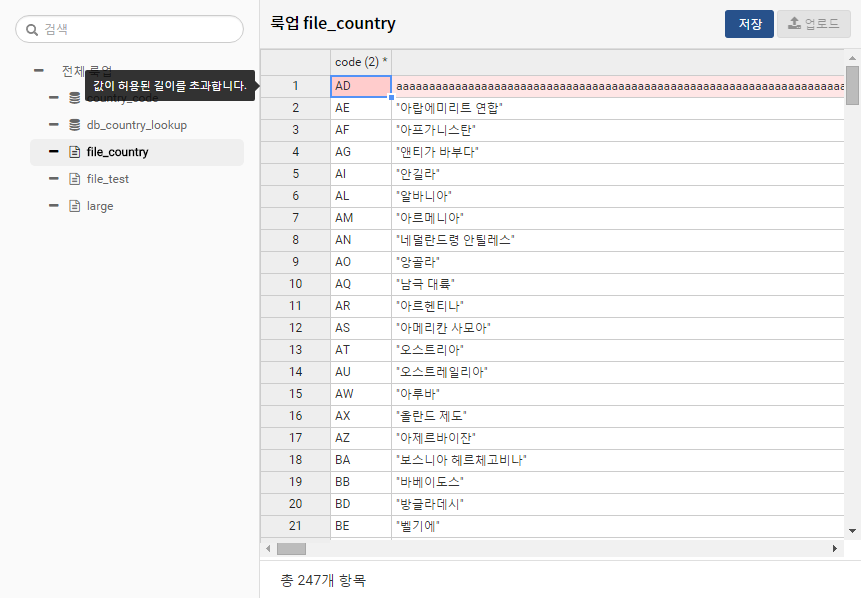 검색
룩업 file_country
저장
업로드
전체 룩업
값이 허용된 길이를 초과합니다.
country_code
db_country_lookup
file_country
file_test
large
code (2) *
1 AD
2 AE "아랍에미리트 연합"
3 AF "아프가니스탄"
4 AG "앤티가 바부다"
5 AI "안길라"
6 AL "알바니아"
7 AM "아르메니아"
8 AN "네덜란드령 안틸레스"
9 AO "앙골라"
10 AQ "남극 대륙"
11 AR "아르헨티나"
12 AS "아메리칸 사모아"
13 AT "오스트리아"
14 AU "오스트레일리아"
15 AW "아루바"
16 AX "올란드 제도"
17 AZ "아제르바이잔"
18 BA "보스니아 헤르체고비나"
19 BB "바베이도스"
20 BD "방글라데시"
21 BE "벨기에"
총 247개 항목